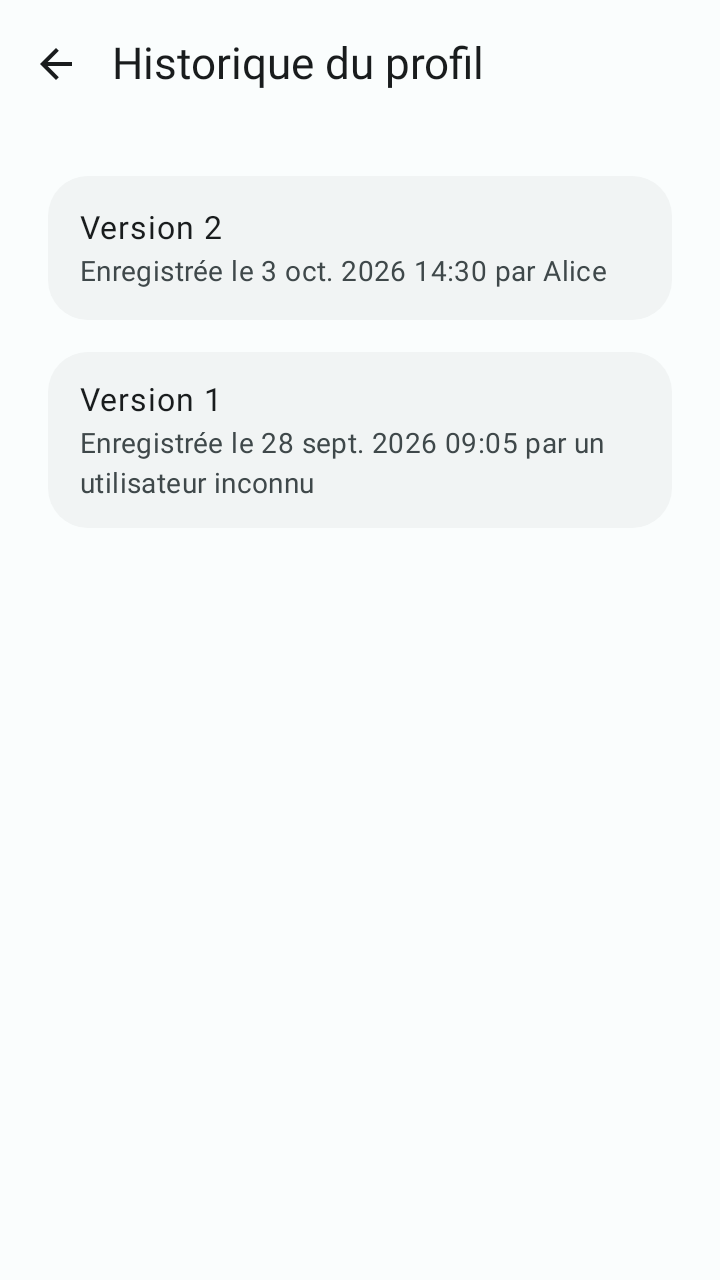 Historique du profil
Version 2
Enregistrée le 3 oct. 2026 14:30 par Alice
Version 1
Enregistrée le 28 sept. 2026 09:05 par un
utilisateur inconnu